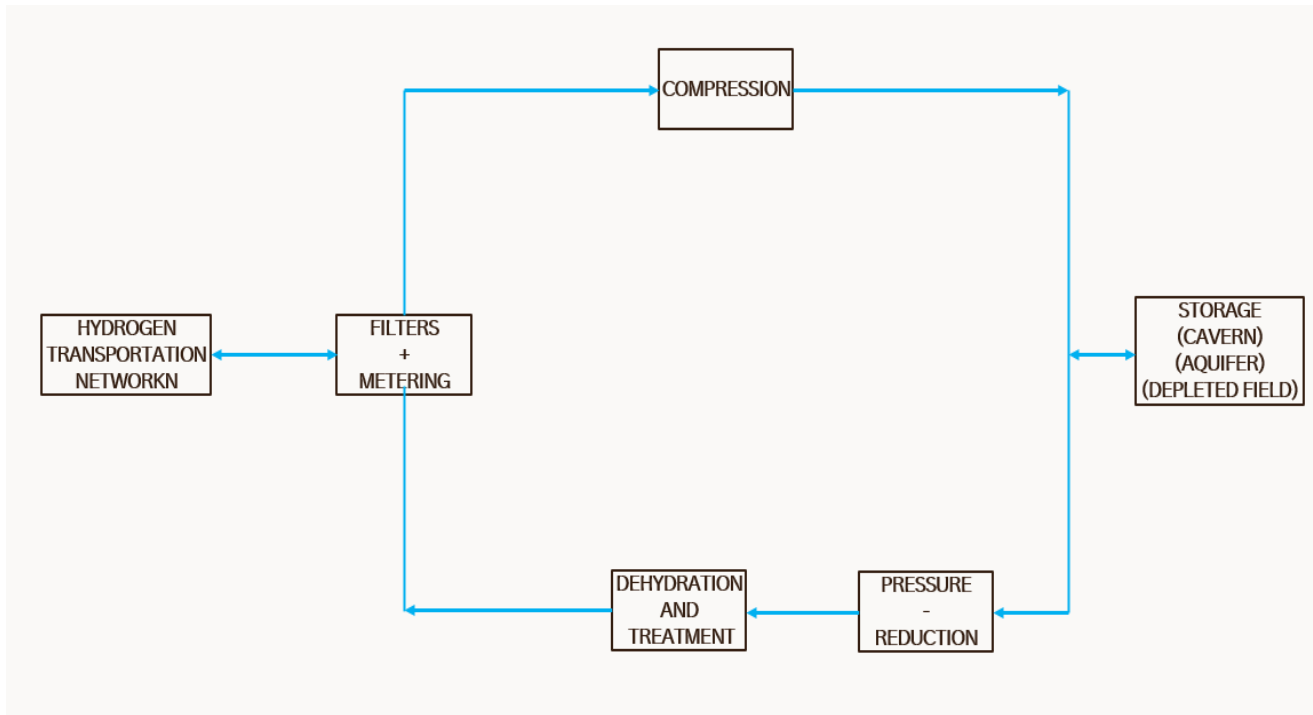 COMPRESSION
HYDROGEN
TRANSPORTATION
NETWORKN
FILTERS
+
METERING
STORAGE
(CAVERN)
(AQUIFER)
(DEPLETED FIELD)
DEHYDRATION
AND
TREATMENT
PRESSURE
-
REDUCTION